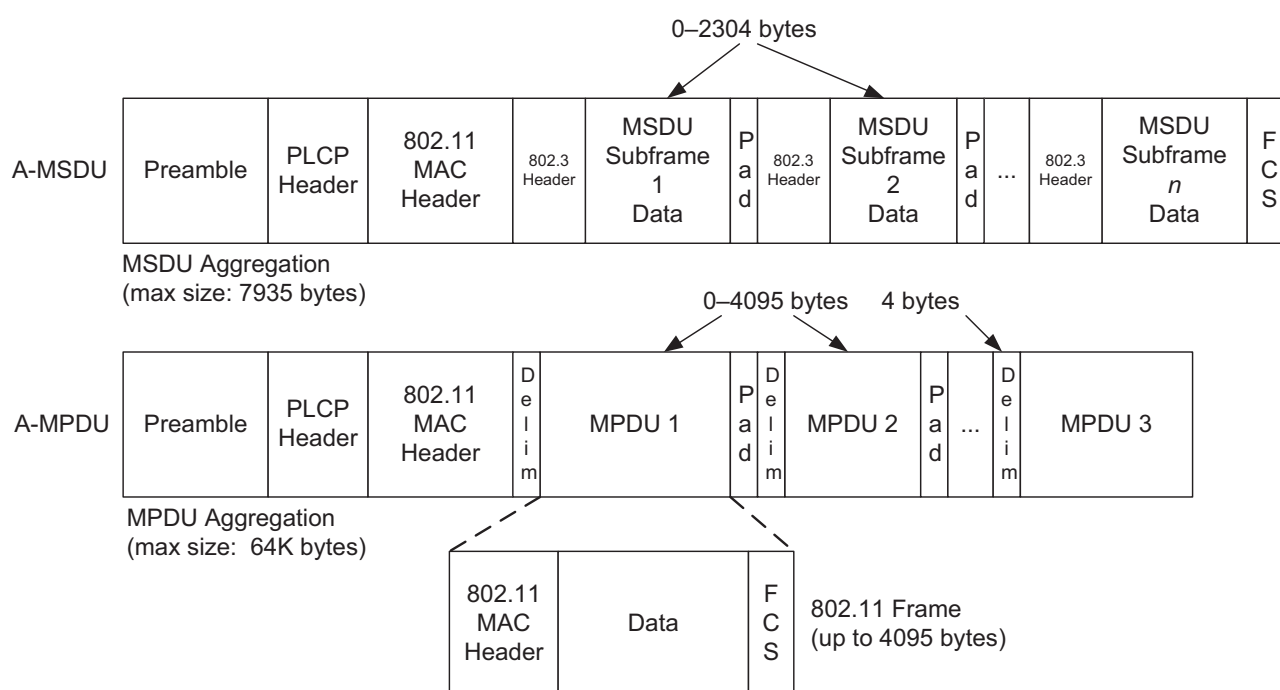 0–2304 bytes
A-MSDU
Preamble
PLCP
Header
802.11
MAC
Header
802.3
Header
MSDU
Subframe
1
Data
P
a
d
802.3
Header
MSDU
Subframe
2
Data
P
a
d
...
802.3
Header
MSDU
Subframe
n
Data
F
C
S
MSDU Aggregation
(max size: 7935 bytes)
0–4095 bytes
4 bytes
A-MPDU
Preamble
PLCP
Header
802.11
MAC
Header
D
e
l
i
m
MPDU 1
P
a
d
D
e
l
i
m
MPDU 2
P
a
d
...
D
e
l
i
m
MPDU 3
MPDU Aggregation
(max size: 64K bytes)
802.11
MAC
Header
Data
F
C
S
802.11 Frame
(up to 4095 bytes)